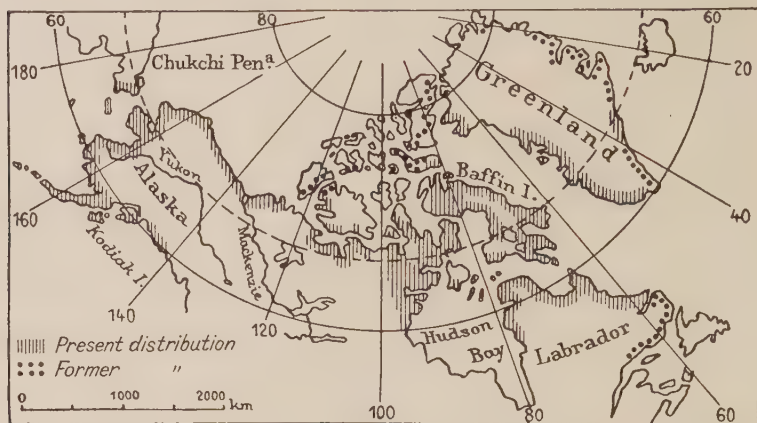 60
80
60
180
Chukchi Pen.ª
20
Greenland
Yukon
Alaska
Baffin I.
160
Kodiak I.
Mackenzie
40
140
120
Hudson
Bay
Labrador
Present distribution
Former "
0 1000 2000
km
100
80
60